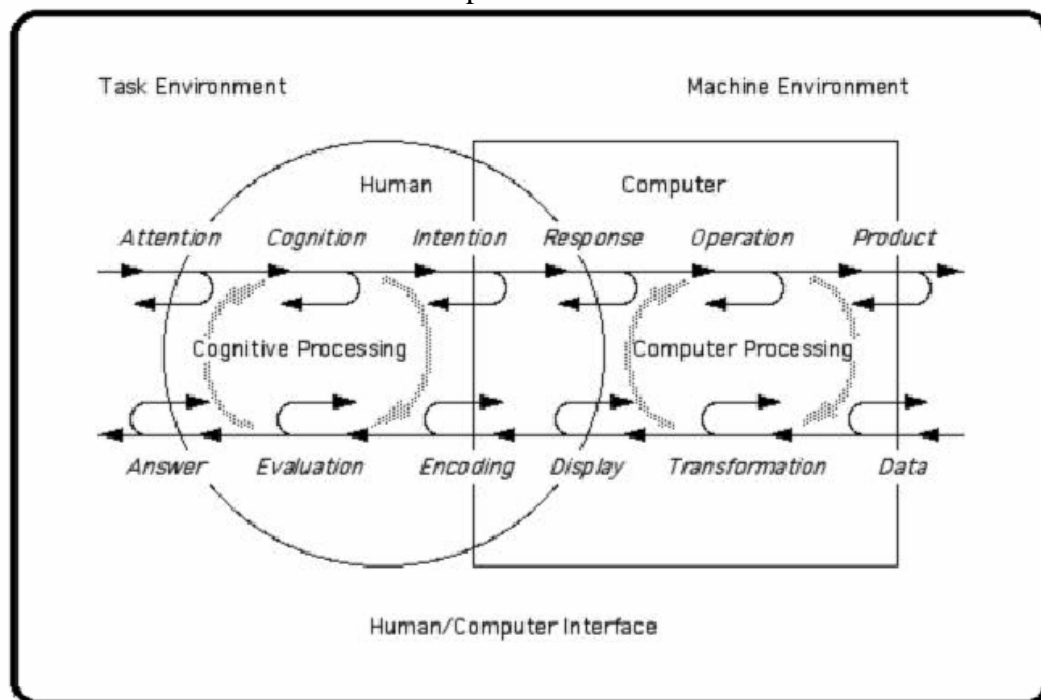 Task Environment Machine Environment
Human Computer
Attention Cognition Intention Response Operation Product
Cognitive Processing Computer Processing
Answer Evaluation Encoding Display Transformation Data
Human/Computer Interface